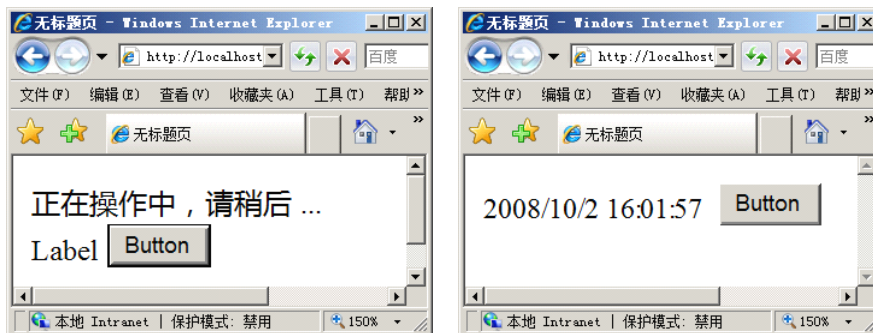 无标题页 - Windows Internet Explorer
http://localhost
百度
文件(F) 编辑(E) 查看(V) 收藏夹(A) 工具(T) 帮助 »
无标题页 »
正在操作中，请稍后 ...
Label Button
本地 Intranet | 保护模式: 禁用 150%
无标题页 - Windows Internet Explorer
http://localhost
百度
文件(F) 编辑(E) 查看(V) 收藏夹(A) 工具(T) 帮助 »
无标题页 »
2008/10/2 16:01:57 Button
本地 Intranet | 保护模式: 禁用 150%